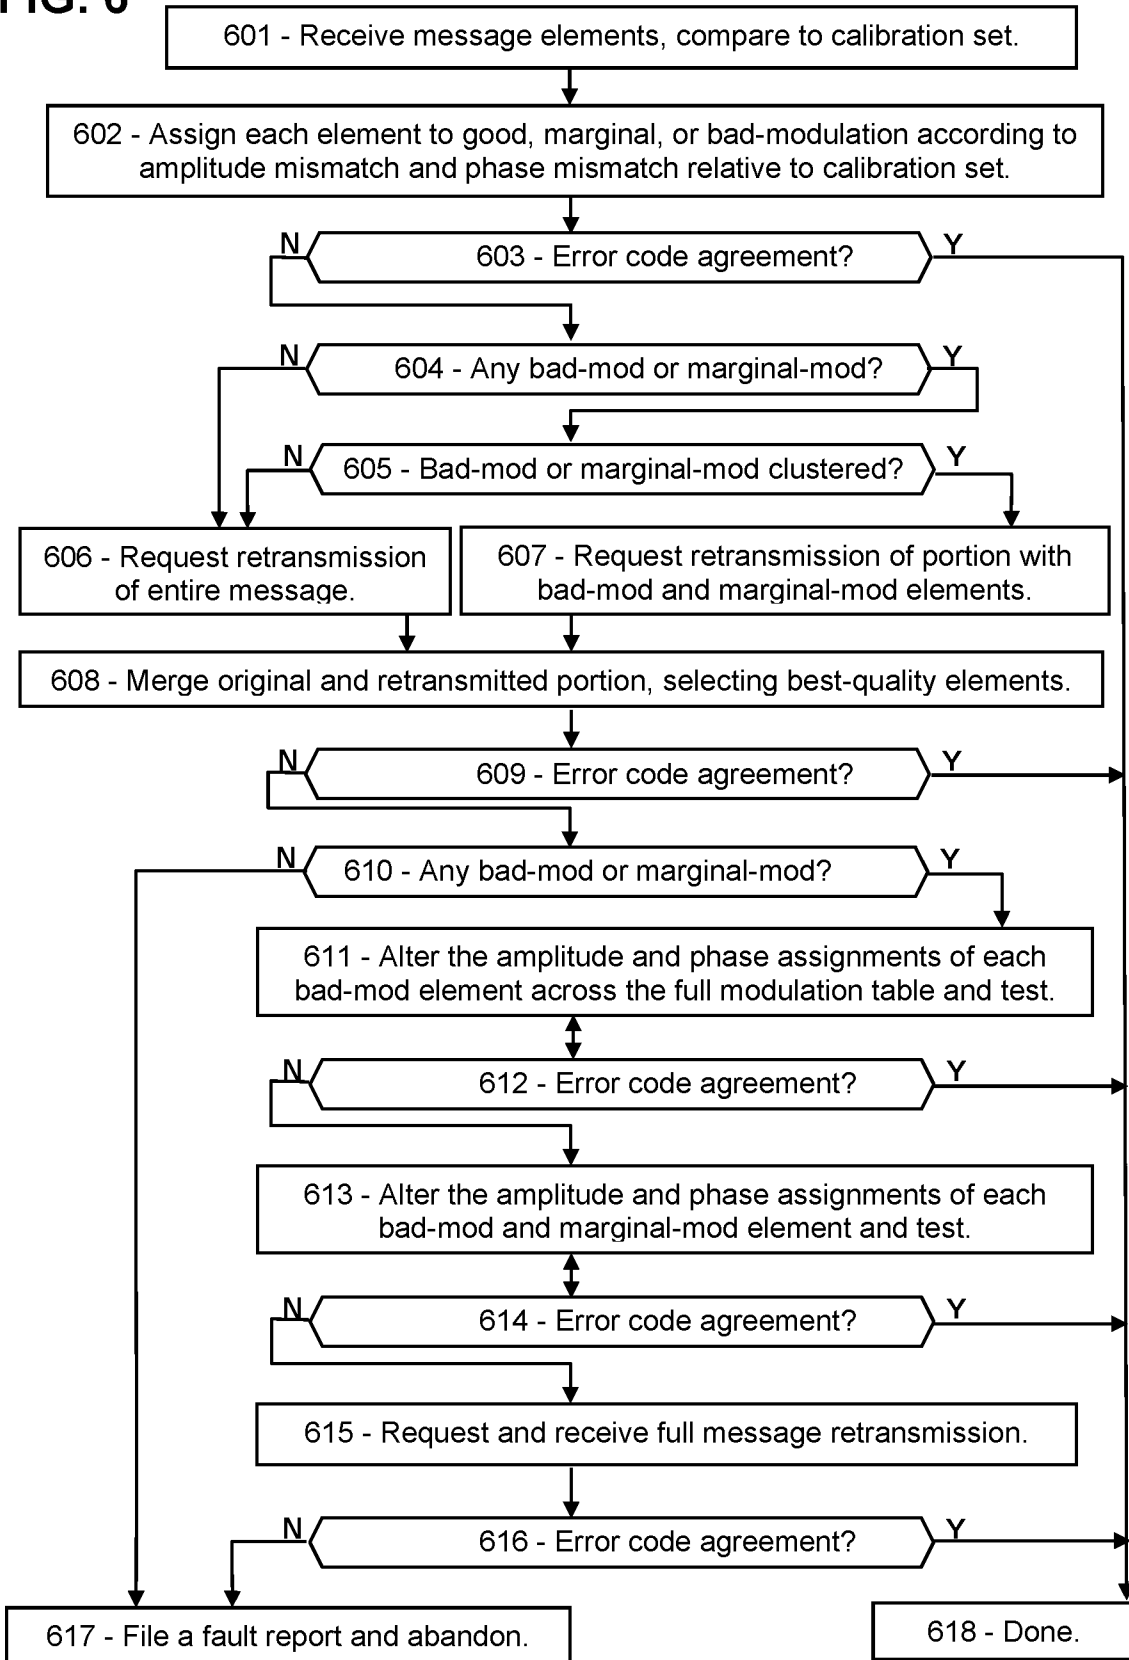 FIG. 6
601 - Receive message elements, compare to calibration set.
602 - Assign each element to good, marginal, or bad-modulation according to
amplitude mismatch and phase mismatch relative to calibration set.
N
603 - Error code agreement?
Y
N
604 - Any bad-mod or marginal-mod?
Y
N
605 - Bad-mod or marginal-mod clustered?
Y
606 - Request retransmission
of entire message.
607 - Request retransmission of portion with
bad-mod and marginal-mod elements.
608 - Merge original and retransmitted portion, selecting best-quality elements.
N
609 - Error code agreement?
Y
N
610 - Any bad-mod or marginal-mod?
Y
611 - Alter the amplitude and phase assignments of each
bad-mod element across the full modulation table and test.
N
612 - Error code agreement?
Y
613 - Alter the amplitude and phase assignments of each
bad-mod and marginal-mod element and test.
N
614 - Error code agreement?
Y
615 - Request and receive full message retransmission.
N
616 - Error code agreement?
Y
617 - File a fault report and abandon.
618 - Done.